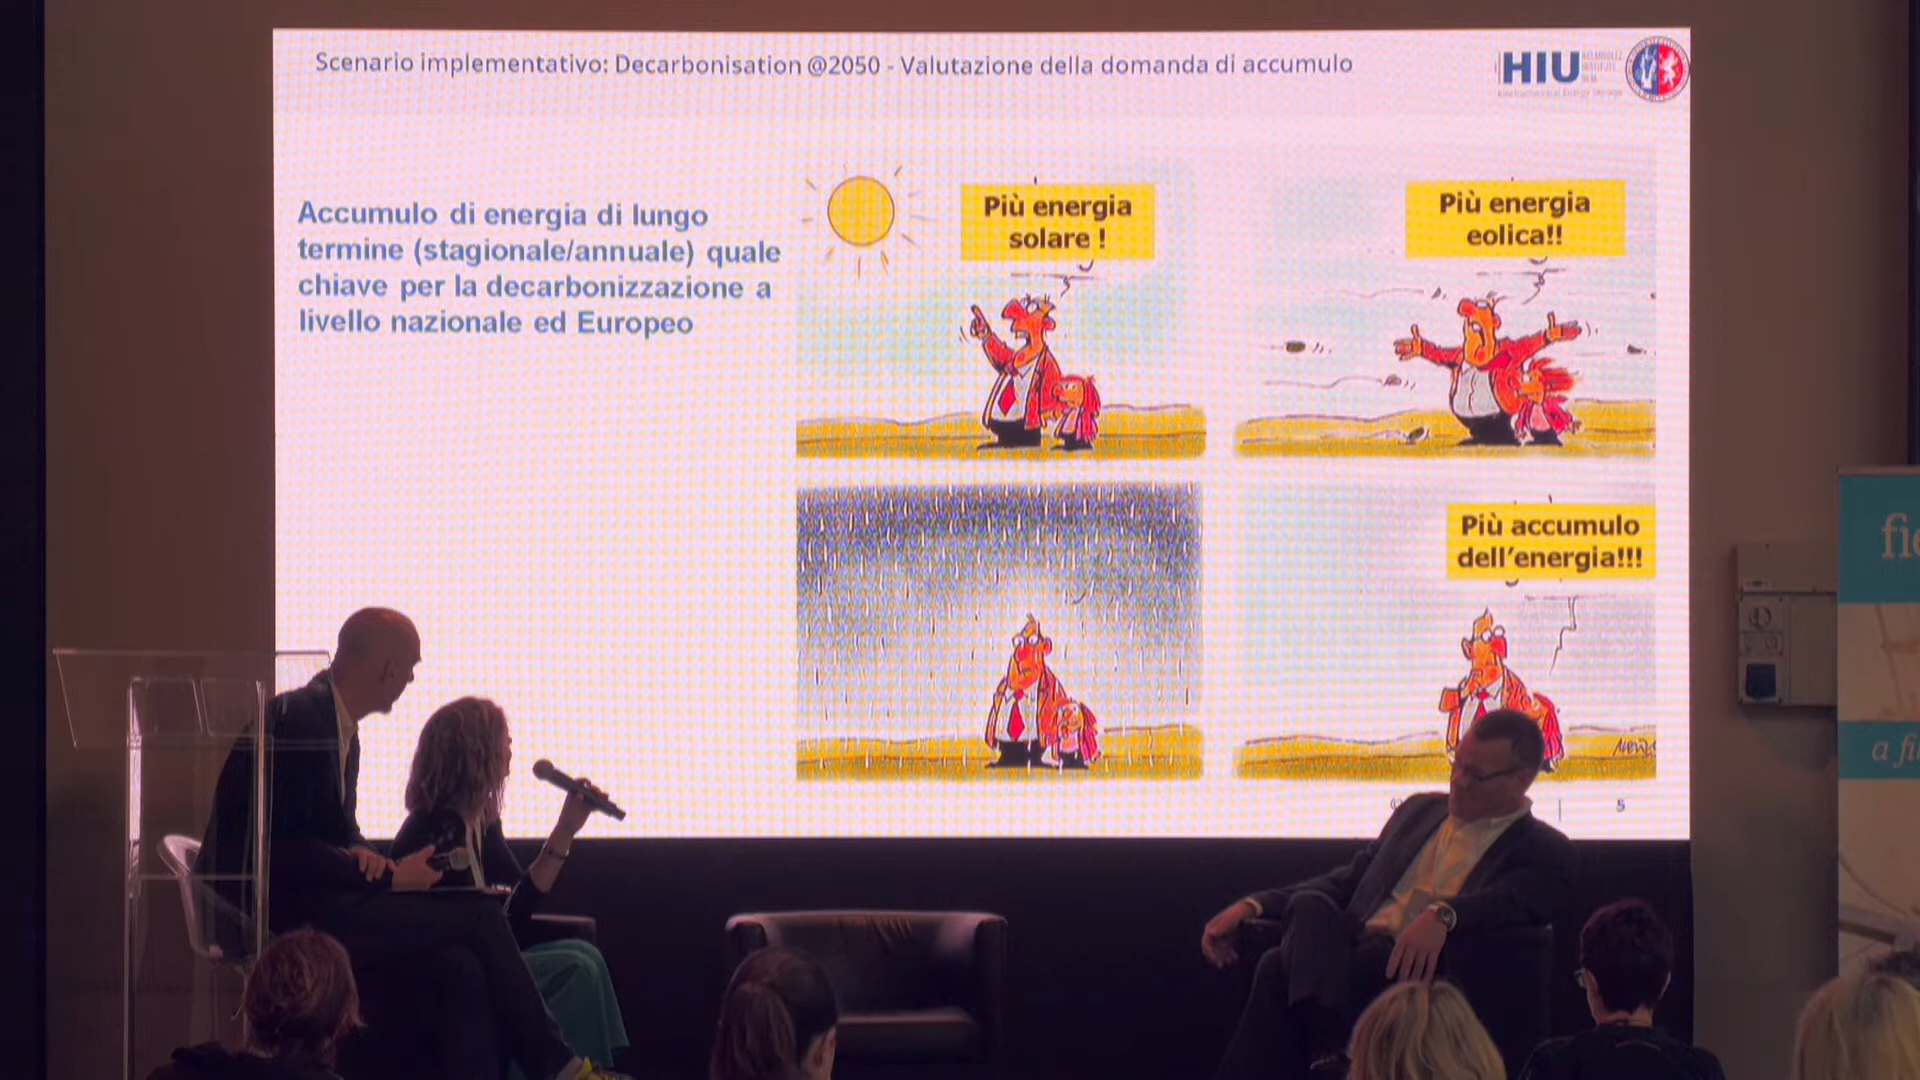 Scenario implementativo: Decarbonisation @2050 - Valutazione della domanda di accumulo
HIU
Accumulo di energia di lungo
termine (stagionale/annuale) quale
chiave per la decarbonizzazione a
livello nazionale ed Europeo
Più energia
solare !
Più energia
eolica!!
Più accumulo
dell'energia!!!
5
fie
a fi